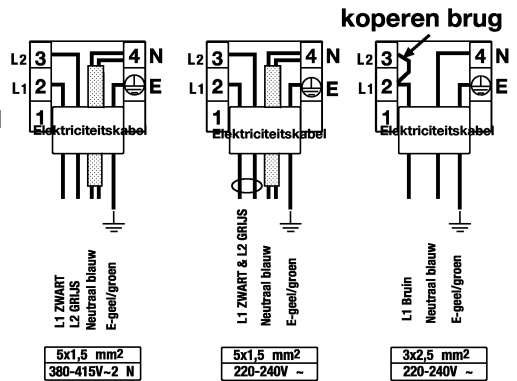 koperen brug
L2 3 4 N
L1 2 E
1
Elektriciteitskabel
L1 ZWART
L2 GRIJS
Neutraal blauw
E-geel/groen
5x1,5 mm2
380-415V~2 N
3 4 N
2 E
1
Elektriciteitskabel
L1 ZWART & L2 GRIJS
Neutraal blauw
E-geel/groen
5x1,5 mm2
220-240V ~
L2 3 4 N
L1 2 E
1
Elektriciteitskabel
L1 Bruin
Neutraal blauw
E-geel/groen
3x2,5 mm2
220-240V ~